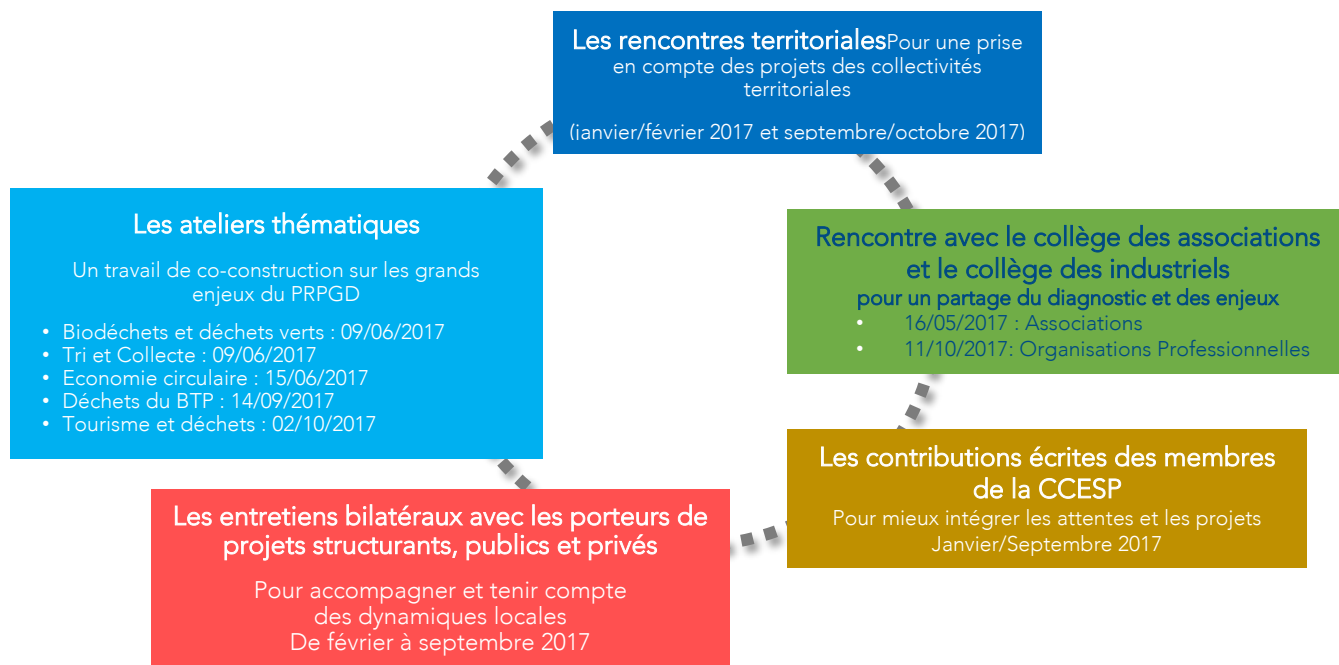 Les rencontres territorialesPour une prise
en compte des projets des collectivités
territoriales
(janvier/février 2017 et septembre/octobre 2017)
Les ateliers thématiques
Un travail de co-construction sur les grands
enjeux du PRPGD
• Biodéchets et déchets verts : 09/06/2017
• Tri et Collecte : 09/06/2017
• Economie circulaire : 15/06/2017
• Déchets du BTP : 14/09/2017
• Tourisme et déchets : 02/10/2017
Rencontre avec le collège des associations
et le collège des industriels
pour un partage du diagnostic et des enjeux
• 16/05/2017 : Associations
• 11/10/2017: Organisations Professionnelles
Les contributions écrites des membres
de la CCESP
Pour mieux intégrer les attentes et les projets
Janvier/Septembre 2017
Les entretiens bilatéraux avec les porteurs de
projets structurants, publics et privés
Pour accompagner et tenir compte
des dynamiques locales
De février à septembre 2017